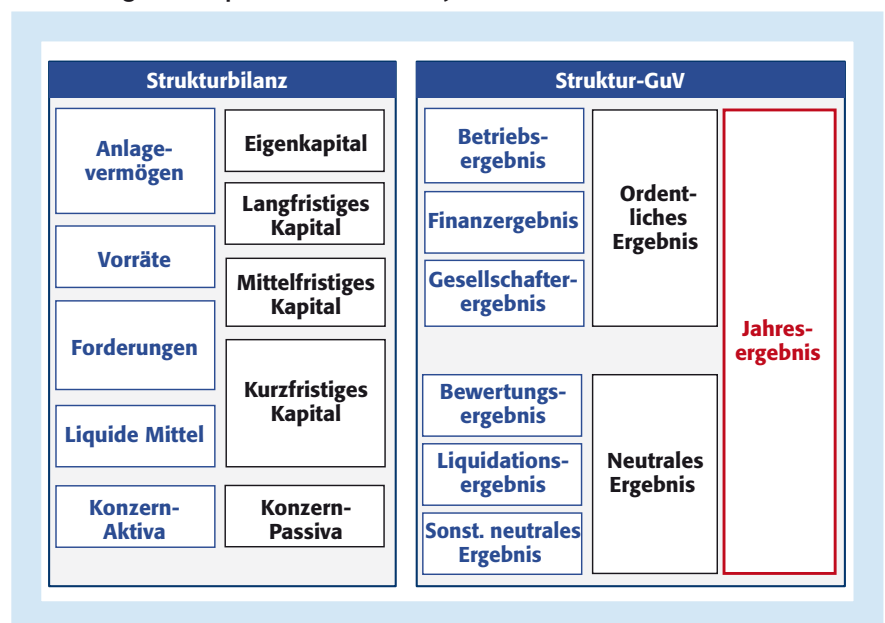 Strukturbilanz
Anlage-
vermögen
Vorräte
Forderungen
Liquide Mittel
Konzern-
Aktiva
Eigenkapital
Langfristiges
Kapital
Mittelfristiges
Kapital
Kurzfristiges
Kapital
Konzern-
Passiva
Struktur-GuV
Betriebs-
ergebnis
Finanzergebnis
Gesellschafter-
ergebnis
Bewertungs-
ergebnis
Liquidations-
ergebnis
Sonst. neutrales
Ergebnis
Ordent-
liches
Ergebnis
Neutrales
Ergebnis
Jahres-
ergebnis